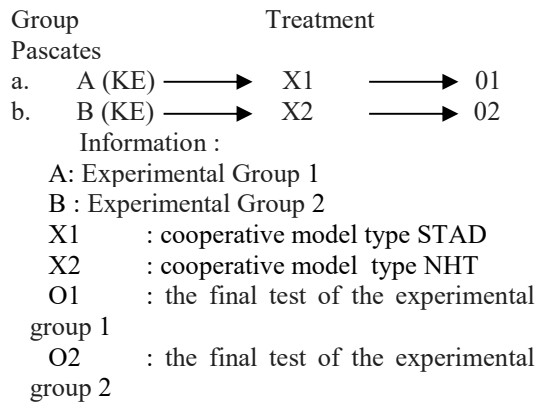 Group Treatment
Pascates
a. A (KE) X1 01
b. B (KE) X2 02
Information :
A: Experimental Group 1
B : Experimental Group 2
X1 : cooperative model type STAD
X2 : cooperative model type NHT
O1 : the final test of the experimental
group 1
O2 : the final test of the experimental
group 2